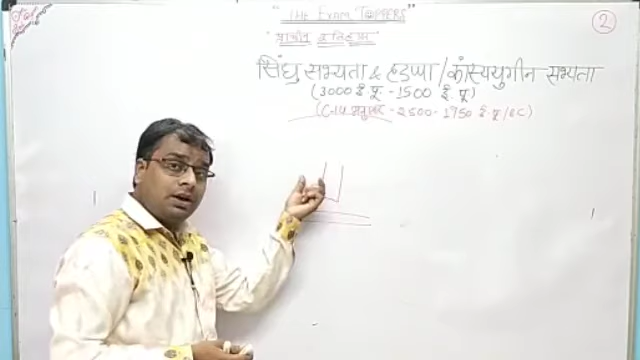 "THE EXAM TOPPERS"
"प्राचीन इतिहास"
2
सिंधु सभ्यता & हड़प्पा/कांस्ययुगीन सभ्यता
(3000 ई.पू. - 1500 ई.पू)
(C-14 अनुसार - 2500 - 1750 ई.पू/BC)